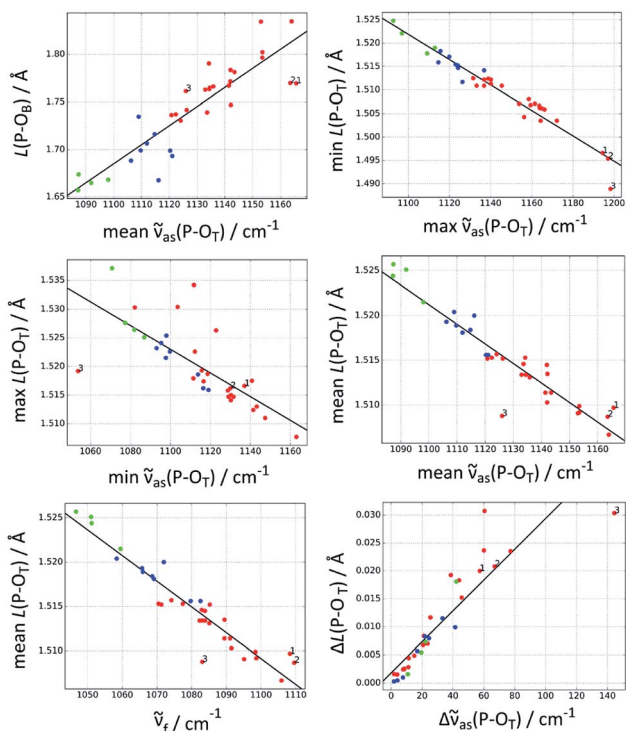 L(P-O_B) / Å
1.80
1.75
1.70
1.65
3
21
1090 1100 1110 1120 1130 1140 1150 1160
mean ṽ_as(P-O_T) / cm⁻¹
min L(P-O_T) / Å
1.525
1.520
1.515
1.510
1.505
1.500
1.495
1.490
1
2
3
1100 1120 1140 1160 1180 1200
max ṽ_as(P-O_T) / cm⁻¹
max L(P-O_T) / Å
1.535
1.530
1.525
1.520
1.515
1.510
3
2
1
1060 1080 1100 1120 1140 1160
min ṽ_as(P-O_T) / cm⁻¹
mean L(P-O_T) / Å
1.525
1.520
1.515
1.510
3
1
2
1090 1100 1110 1120 1130 1140 1150 1160
mean ṽ_as(P-O_T) / cm⁻¹
mean L(P-O_T) / Å
1.525
1.520
1.515
1.510
3
1
2
1050 1060 1070 1080 1090 1100 1110
ṽ_f / cm⁻¹
ΔL(P-O_T) / Å
0.030
0.025
0.020
0.015
0.010
0.005
0.000
3
1
2
0 20 40 60 80 100 120 140
Δṽ_as(P-O_T) / cm⁻¹